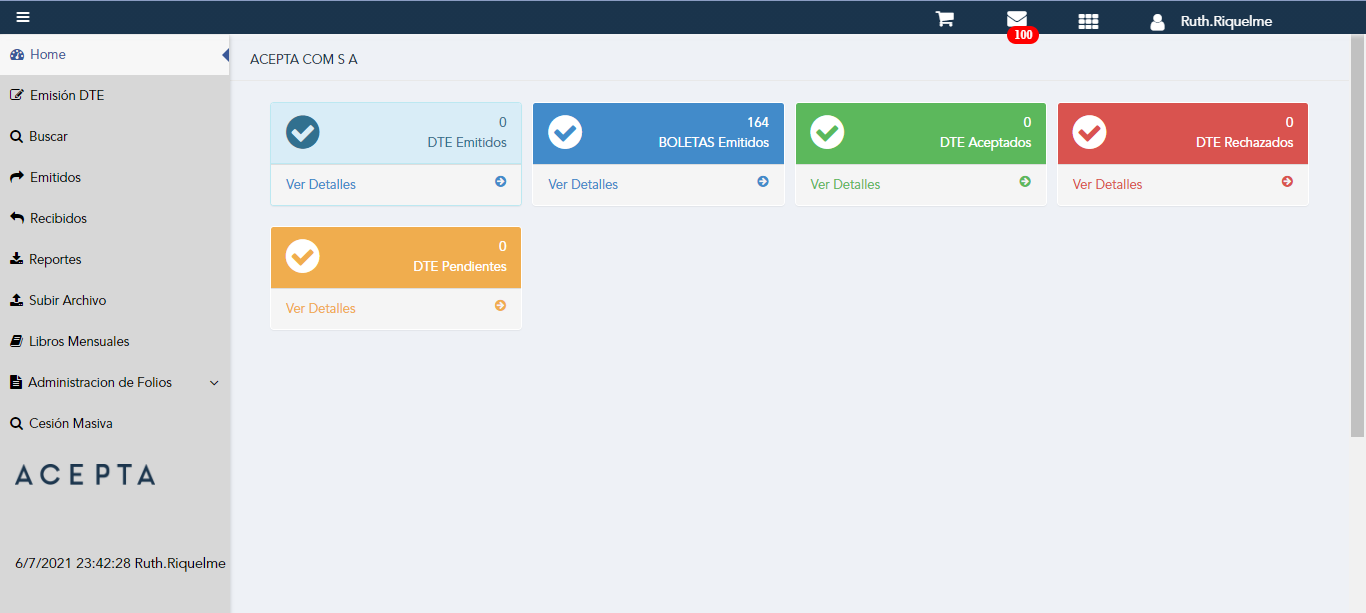 100
Ruth.Riquelme
Home
Emisión DTE
Buscar
Emitidos
Recibidos
Reportes
Subir Archivo
Libros Mensuales
Administracion de Folios
Cesión Masiva
ACEPTA
6/7/2021 23:42:28 Ruth.Riquelme
ACEPTA COM S A
0
DTE Emitidos
Ver Detalles
164
BOLETAS Emitidos
Ver Detalles
0
DTE Aceptados
Ver Detalles
0
DTE Rechazados
Ver Detalles
0
DTE Pendientes
Ver Detalles